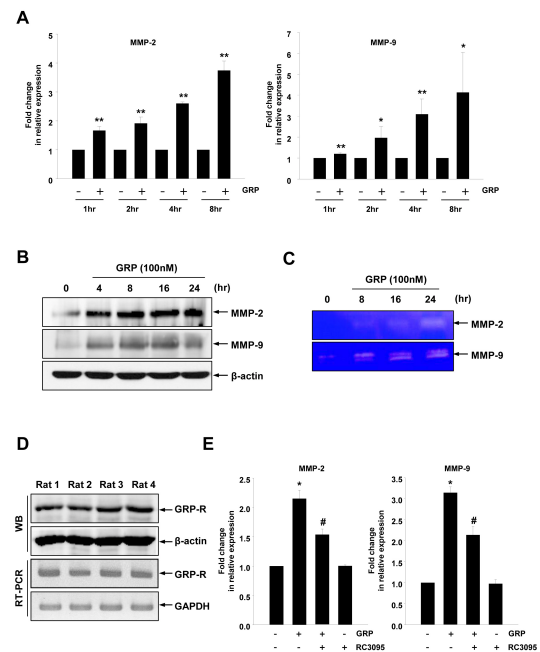 A
MMP-2
MMP-9
Fold change
in relative expression
5
4
3
2
1
0
- + - + - + - + GRP
1hr 2hr 4hr 8hr
Fold change
in relative expression
7
6
5
4
3
2
1
0
- + - + - + - +
1hr 2hr 4hr 8hr
** ** ** **
** * ** *
B
GRP (100nM)
0 4 8 16 24 (hr)
MMP-2
MMP-9
β-actin
C
GRP (100nM)
0 8 16 24 (hr)
MMP-2
MMP-9
D
Rat 1 Rat 2 Rat 3 Rat 4
WB
GRP-R
β-actin
RT-PCR
GRP-R
GAPDH
E
MMP-2
Fold change
in relative expression
2.5
2.0
1.5
1.0
0.5
0.0
* #
- + + -
- - + +
MMP-9
Fold change
in relative expression
3.5
3.0
2.5
2.0
1.5
1.0
0.5
0.0
* #
- + + - GRP
- - + + RC3095